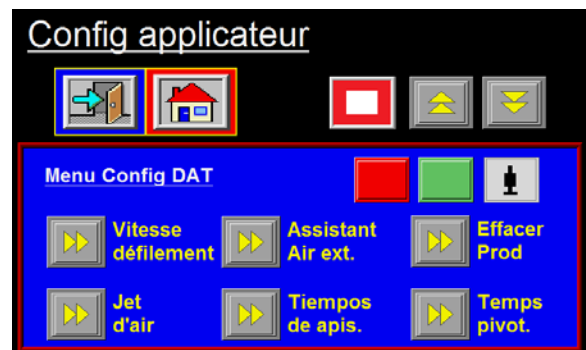 Config applicateur
Menu Config DAT
Vitesse
défilement
Assistant
Air ext.
Effacer
Prod
Jet
d'air
Tiempos
de apis.
Temps
pivot.